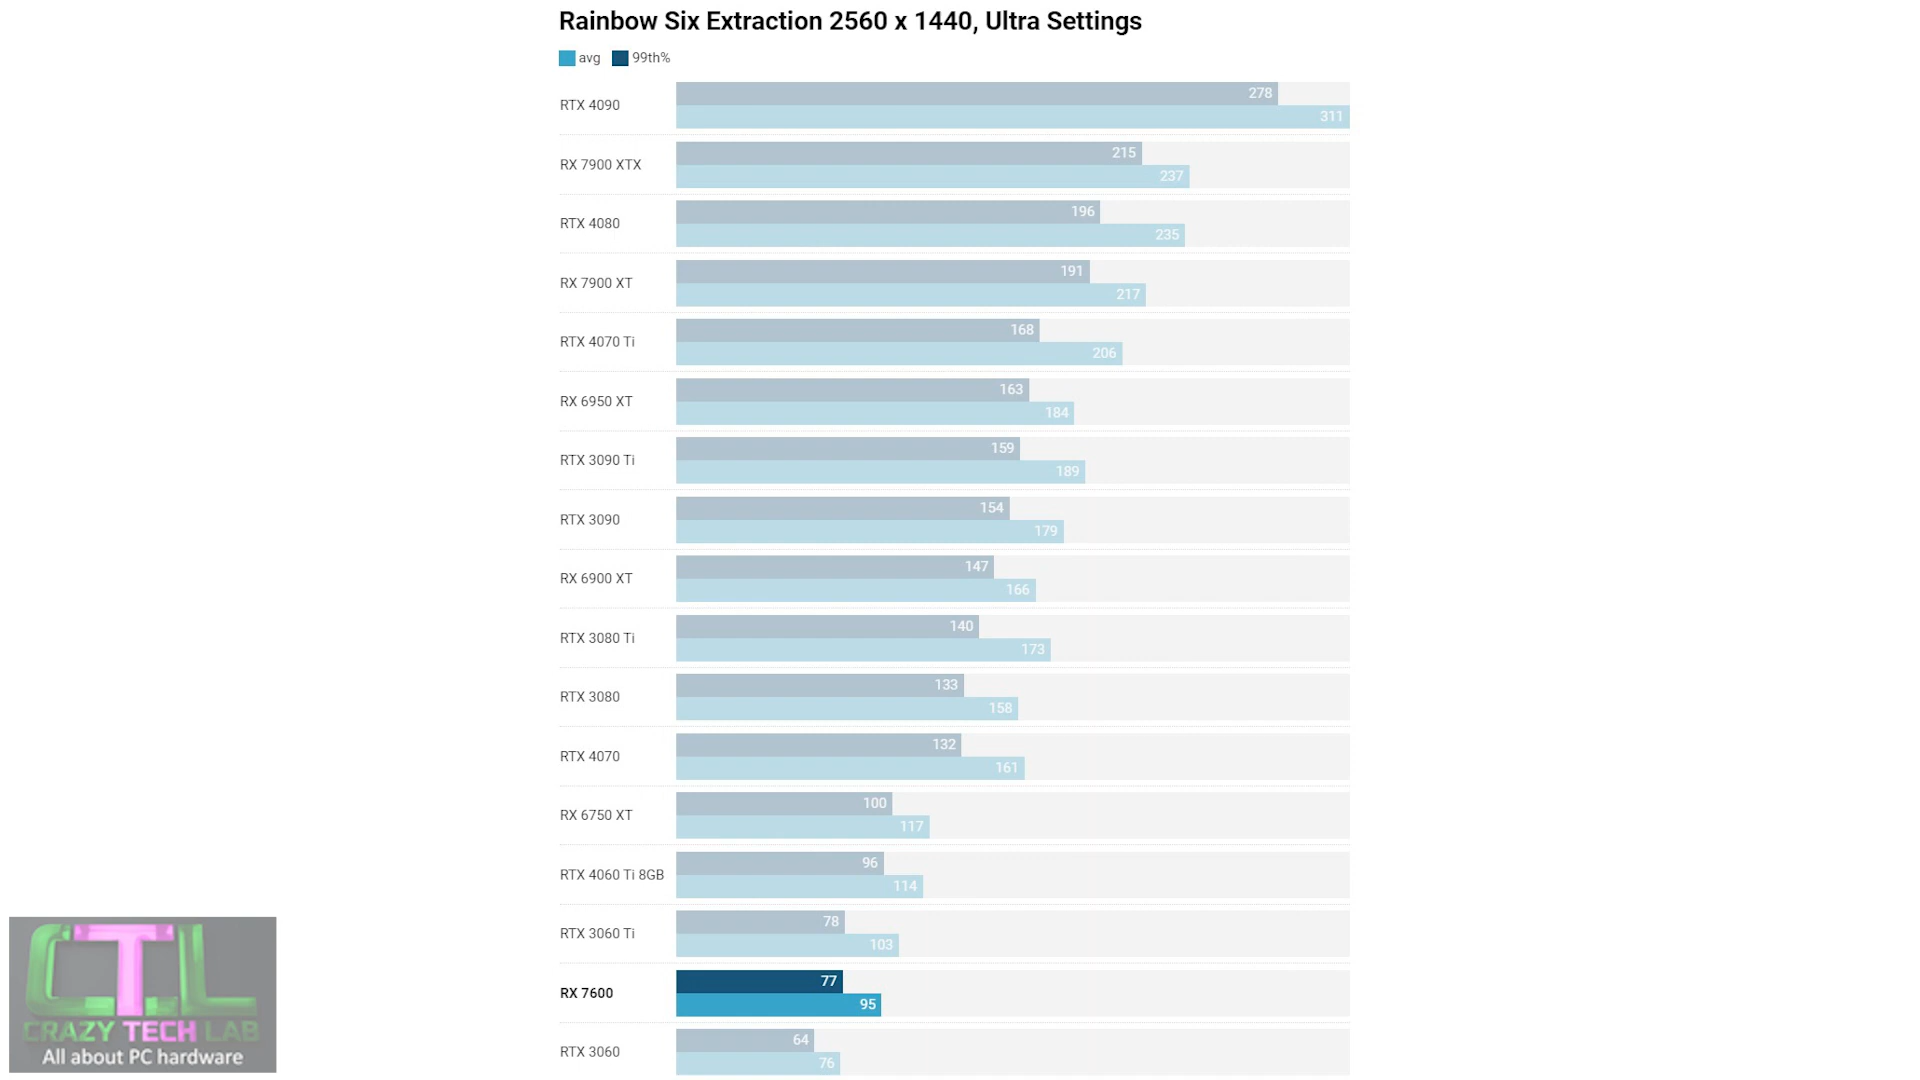 Rainbow Six Extraction 2560 x 1440, Ultra Settings
avg 99th%
RTX 4090 278 311
RX 7900 XTX 215 237
RTX 4080 196 235
RX 7900 XT 191 217
RTX 4070 Ti 168 206
RX 6950 XT 163 184
RTX 3090 Ti 159 189
RTX 3090 154 179
RX 6900 XT 147 166
RTX 3080 Ti 140 173
RTX 3080 133 158
RTX 4070 132 161
RX 6750 XT 100 117
RTX 4060 Ti 8GB 96 114
RTX 3060 Ti 78 103
RX 7600 77 95
RTX 3060 64 76
CTL
CRAZY TECH LAB
All about PC hardware